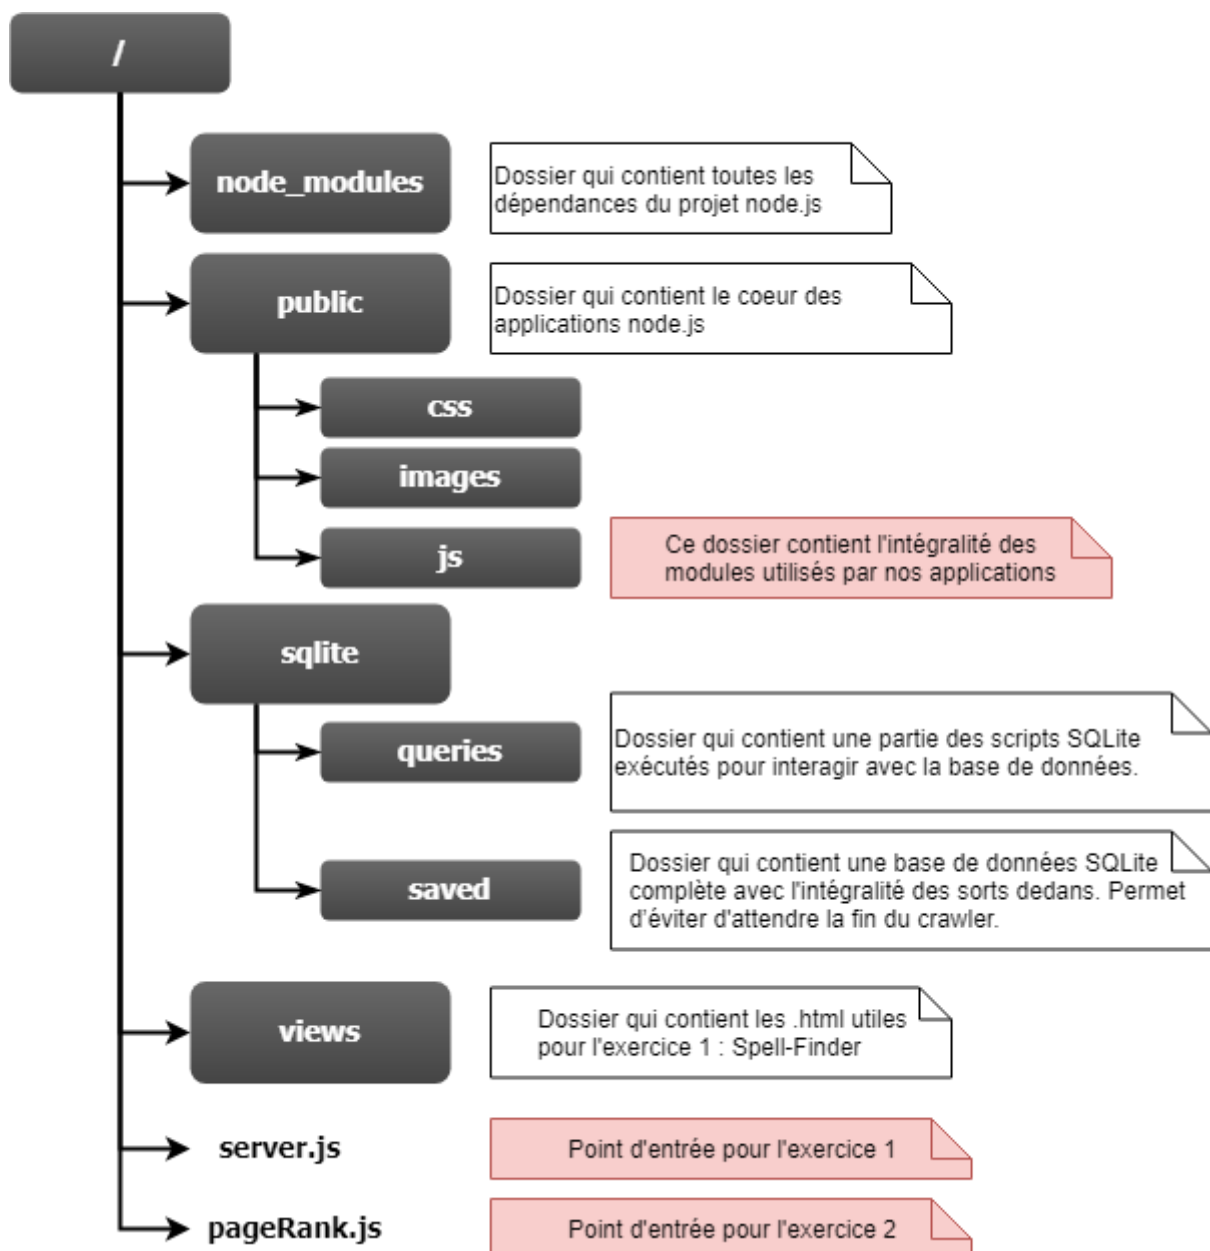 /
node_modules
Dossier qui contient toutes les
dépendances du projet node.js
public
Dossier qui contient le coeur des
applications node.js
css
images
js
Ce dossier contient l'intégralité des
modules utilisés par nos applications
sqlite
queries
Dossier qui contient une partie des scripts SQLite
exécutés pour interagir avec la base de données.
saved
Dossier qui contient une base de données SQLite
complète avec l'intégralité des sorts dedans. Permet
d'éviter d'attendre la fin du crawler.
views
Dossier qui contient les .html utiles
pour l'exercice 1 : Spell-Finder
server.js
Point d'entrée pour l'exercice 1
pageRank.js
Point d'entrée pour l'exercice 2